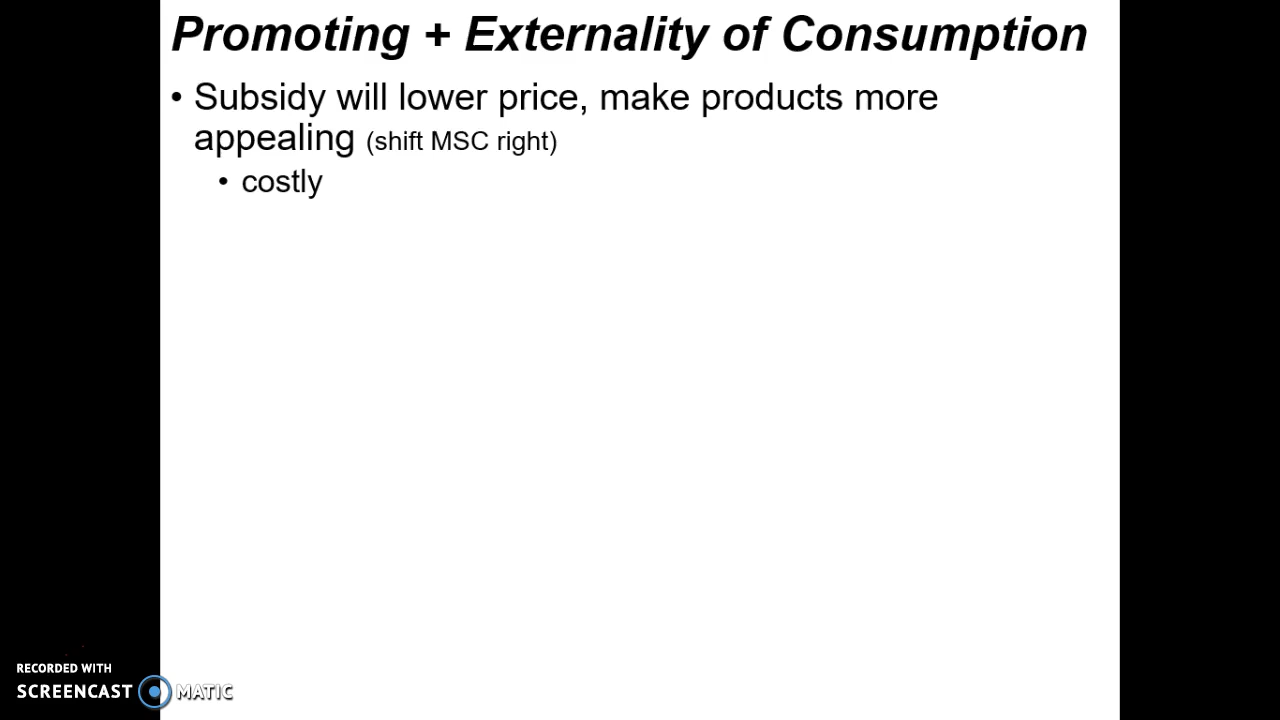 Promoting + Externality of Consumption
• Subsidy will lower price, make products more
appealing (shift MSC right)
• costly
RECORDED WITH
SCREENCAST MATIC